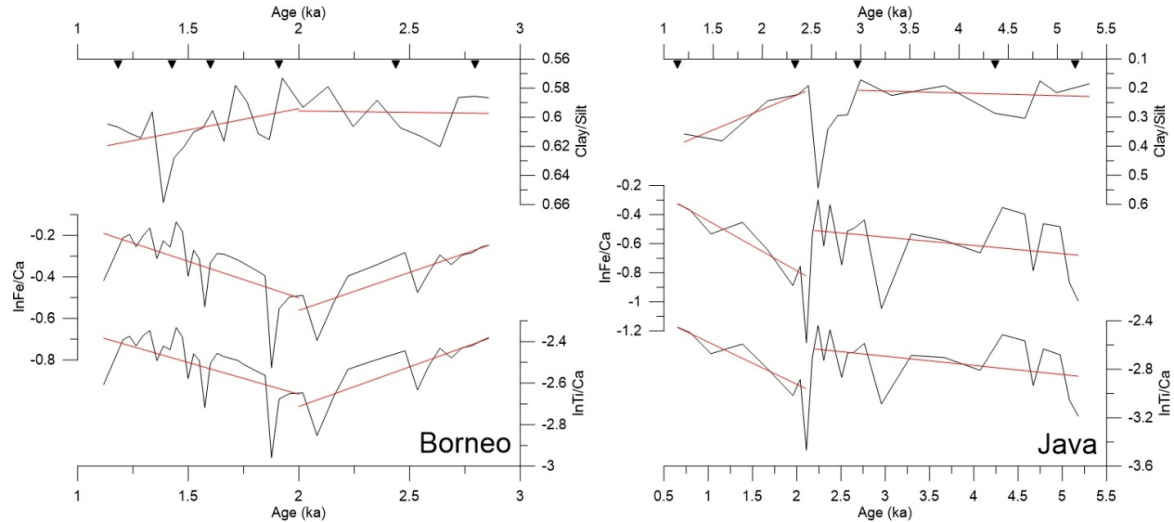 Age (ka)
1 1.5 2 2.5 3
0.56
0.58
0.6
0.62
0.64
0.66
Clay/Silt
-0.2
-0.4
-0.6
-0.8
lnFe/Ca
-2.4
-2.6
-2.8
-3
lnTi/Ca
Borneo
1 1.5 2 2.5 3
Age (ka)
Age (ka)
1 1.5 2 2.5 3 3.5 4 4.5 5 5.5
0.1
0.2
0.3
0.4
0.5
0.6
Clay/Silt
-0.2
-0.4
-0.6
-0.8
-1
-1.2
lnFe/Ca
-2.4
-2.8
-3.2
-3.6
lnTi/Ca
Java
0.5 1 1.5 2 2.5 3 3.5 4 4.5 5 5.5
Age (ka)